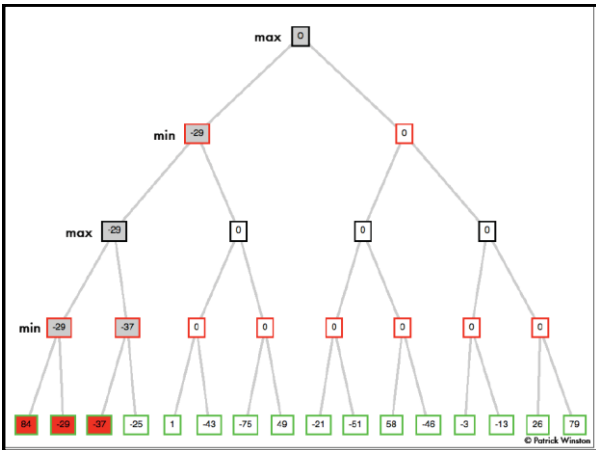 max 0
min -29 0
max -29 0 0 0
min -29 -37 0 0 0 0 0 0
84 -29 -37 -25 1 -43 -75 49 -21 -51 58 -46 -3 -13 26 79
© Patrick Winston